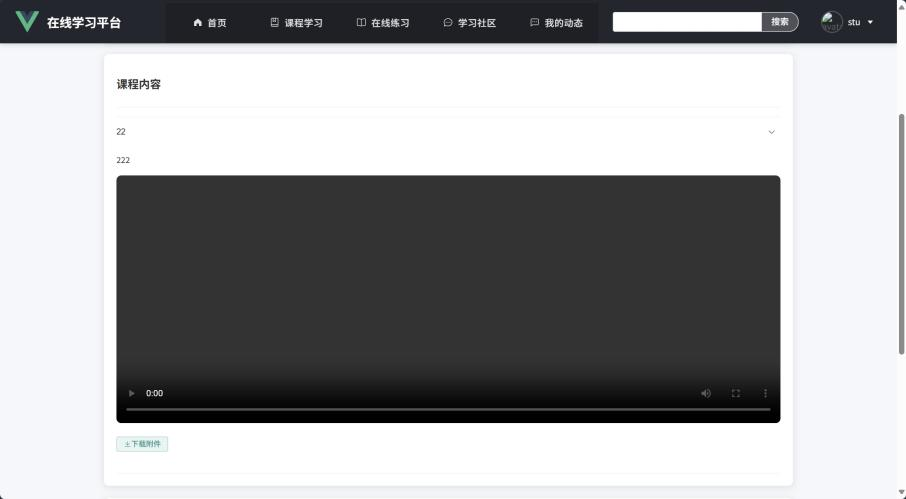 在线学习平台
首页
课程学习
在线练习
学习社区
我的动态
搜索
stu
课程内容
22
222
0:00
下载附件